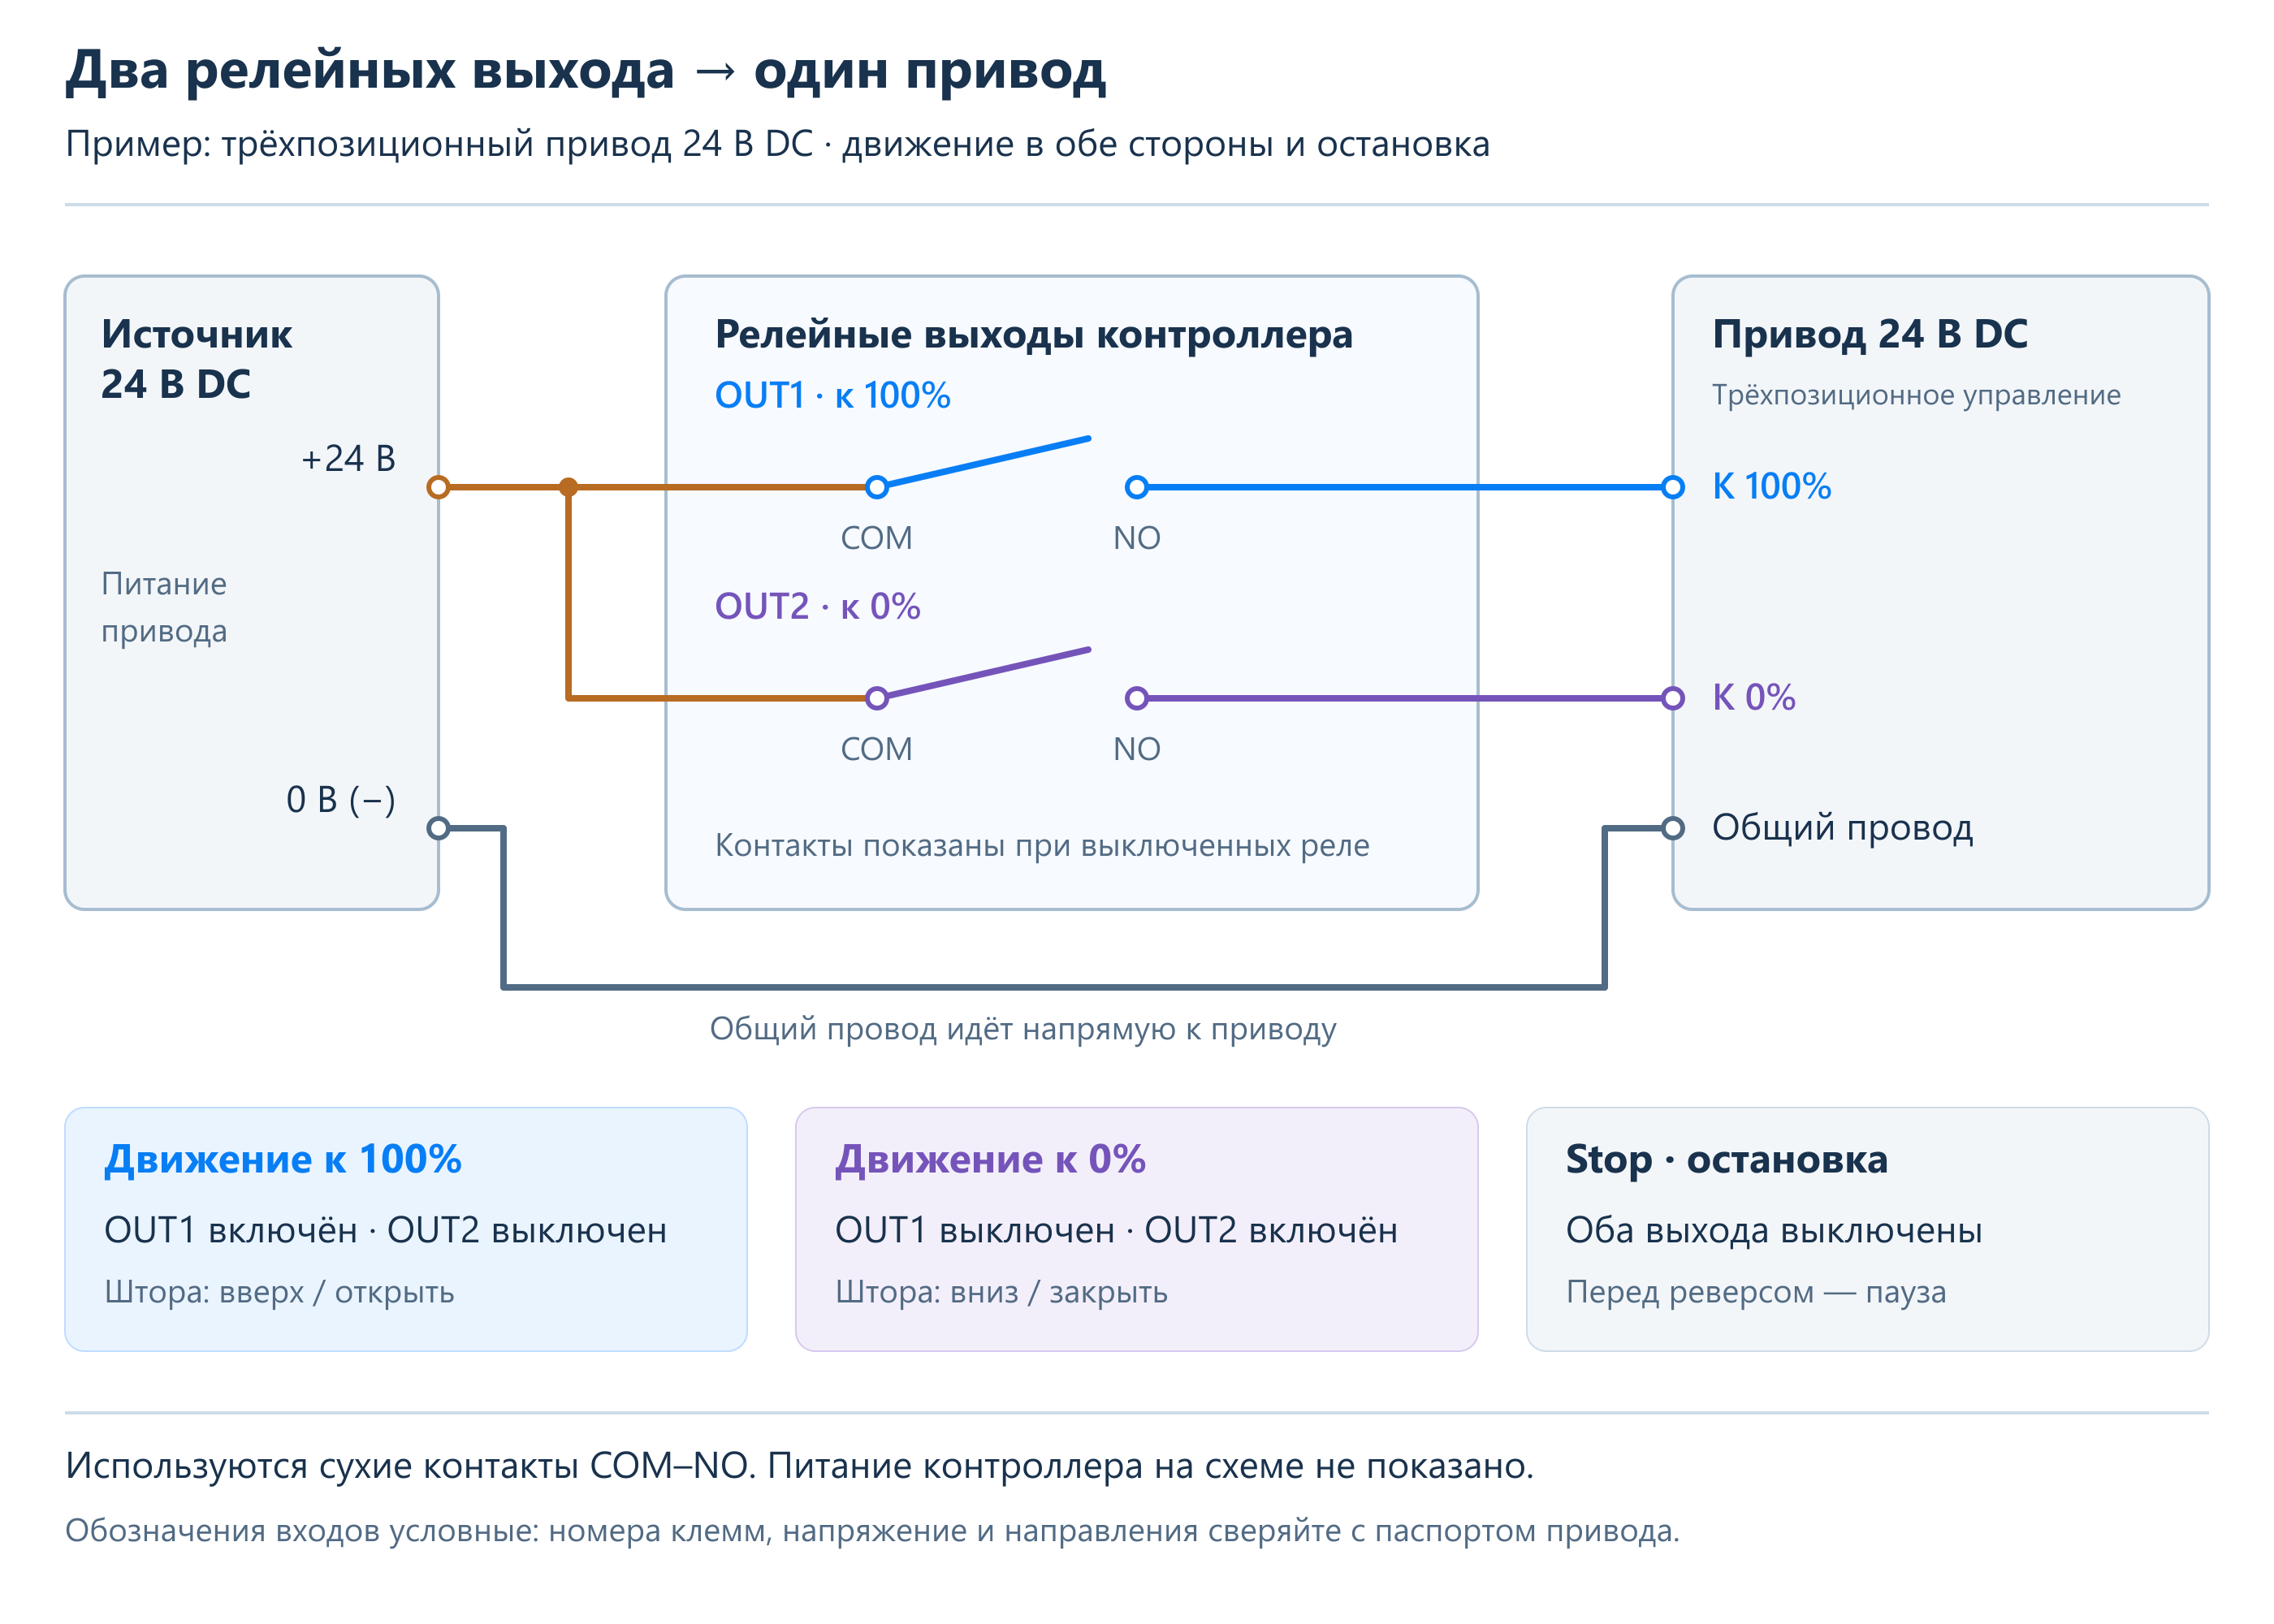 Два релейных выхода → один привод
Пример: трёхпозиционный привод 24 В DC · движение в обе стороны и остановка
Источник
24 В DC
+24 В
Питание
привода
0 В (−)
Релейные выходы контроллера
OUT1 · к 100%
COM
NO
OUT2 · к 0%
COM
NO
Контакты показаны при выключенных реле
Привод 24 В DC
Трёхпозиционное управление
К 100%
К 0%
Общий провод
Общий провод идёт напрямую к приводу
Движение к 100%
OUT1 включён · OUT2 выключен
Штора: вверх / открыть
Движение к 0%
OUT1 выключен · OUT2 включён
Штора: вниз / закрыть
Stop · остановка
Оба выхода выключены
Перед реверсом — пауза
Используются сухие контакты COM–NO. Питание контроллера на схеме не показано.
Обозначения входов условные: номера клемм, напряжение и направления сверяйте с паспортом привода.